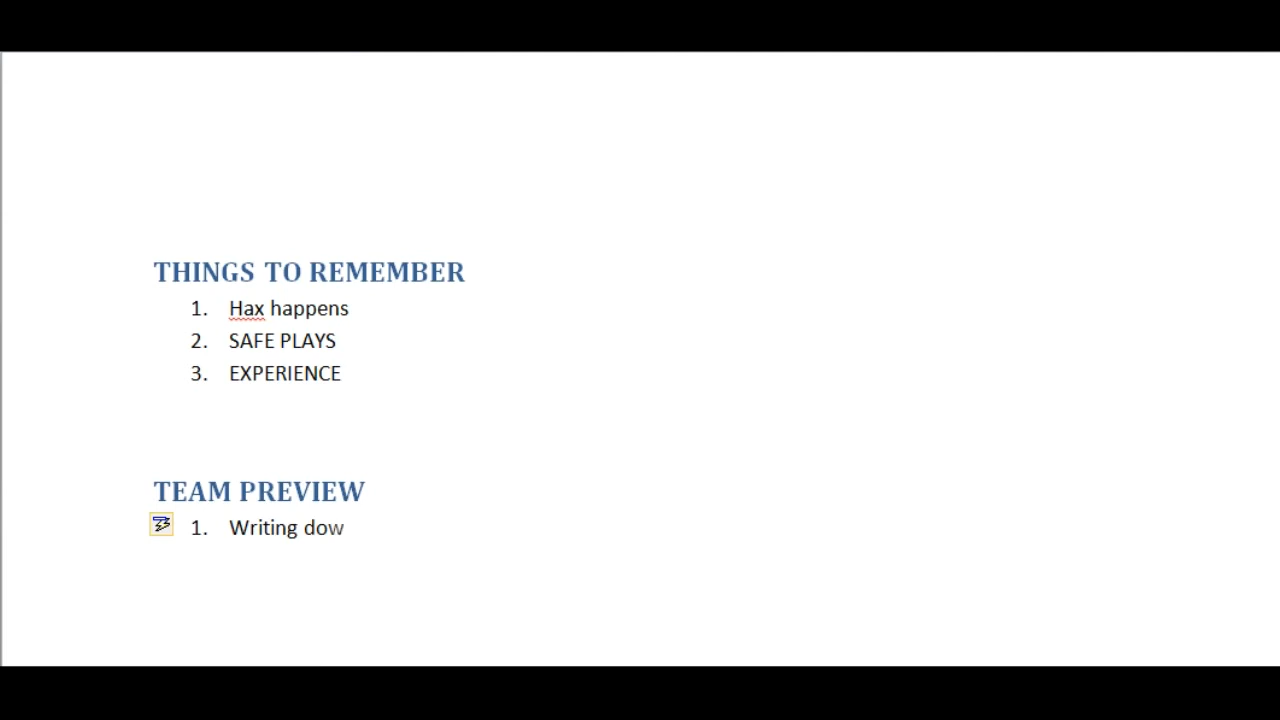 THINGS TO REMEMBER
1. Hax happens
2. SAFE PLAYS
3. EXPERIENCE
TEAM PREVIEW
1. Writing dow